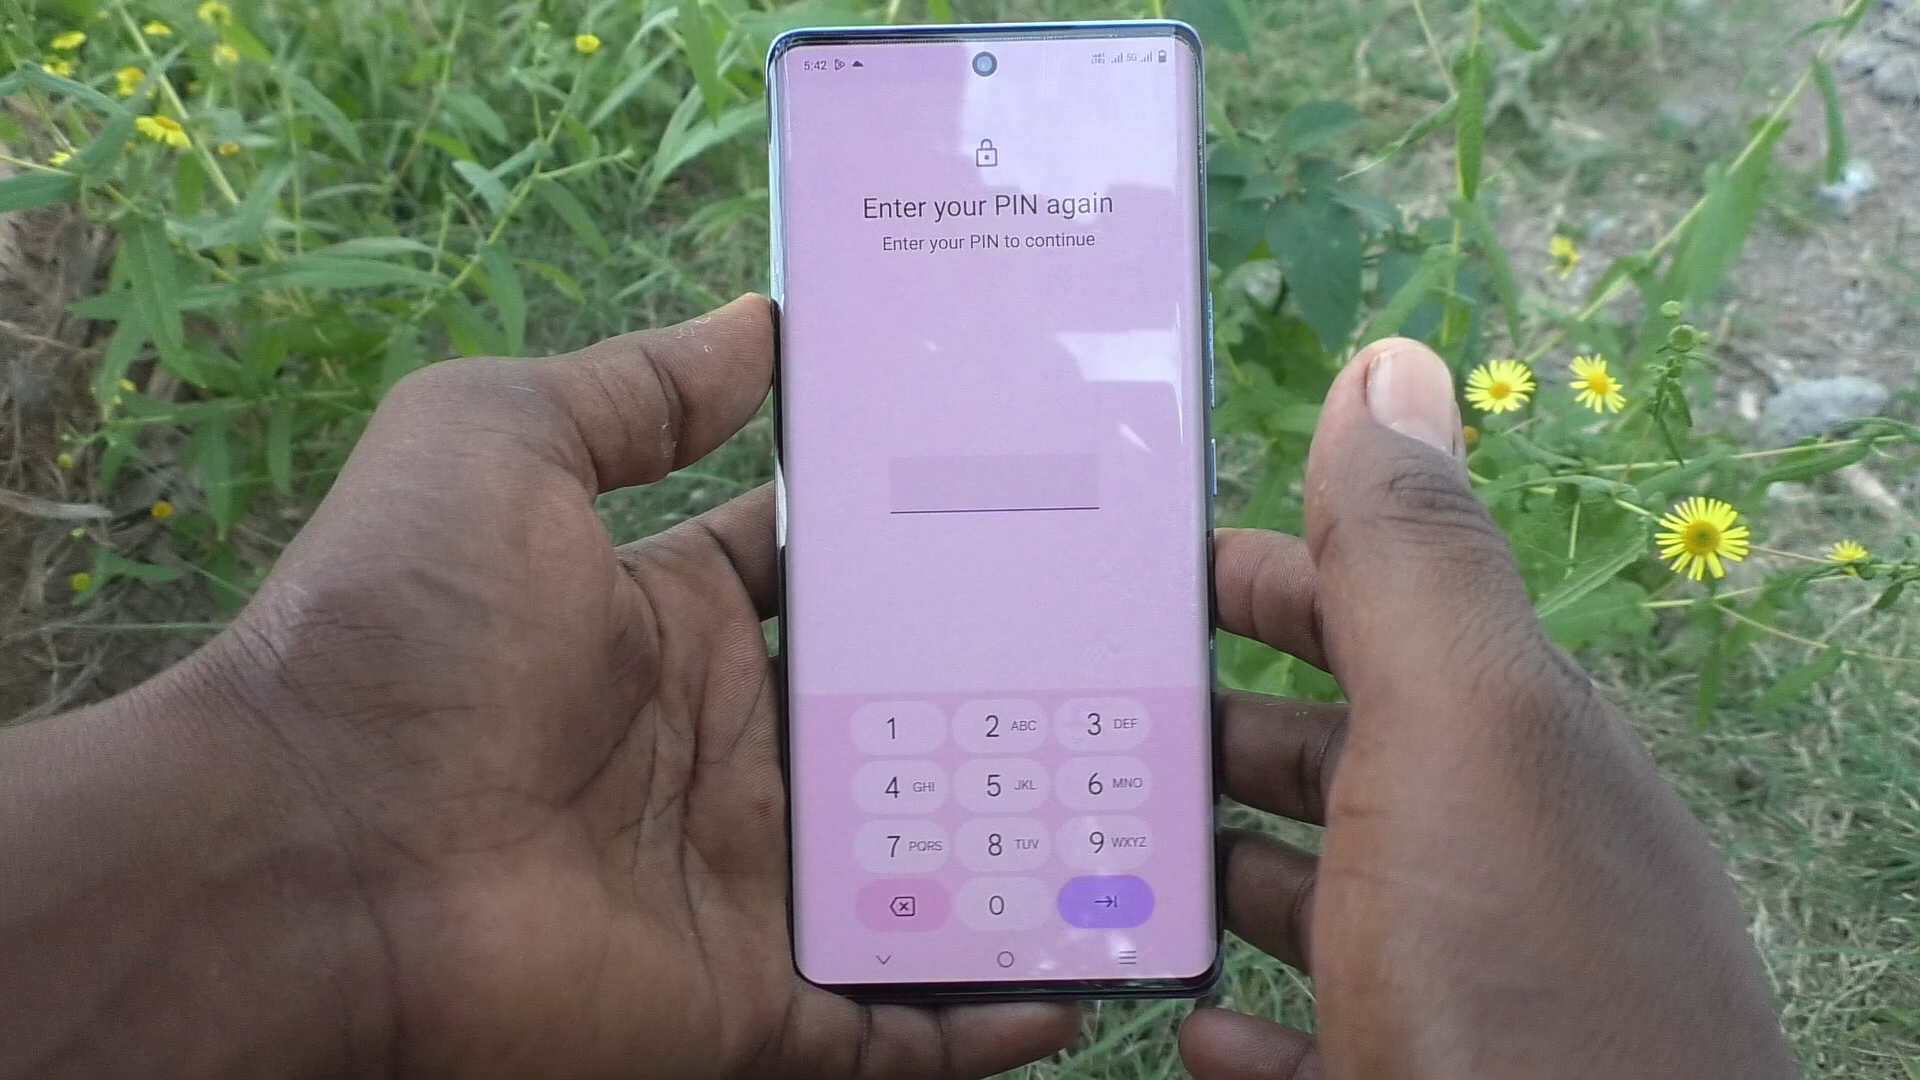 5:42 5G
Enter your PIN again
Enter your PIN to continue
1 2 ABC 3 DEF
4 GHI 5 JKL 6 MNO
7 PQRS 8 TUV 9 WXYZ
0